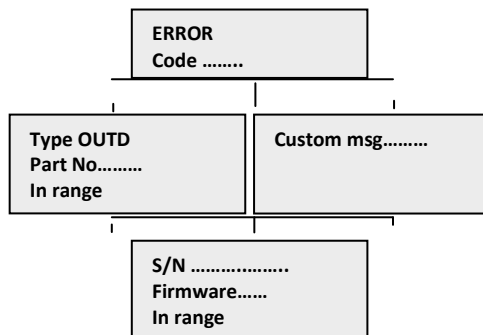 ERROR
Code ……..
Type OUTD
Part No………
In range
Custom msg………
S/N ………..……..
Firmware……
In range